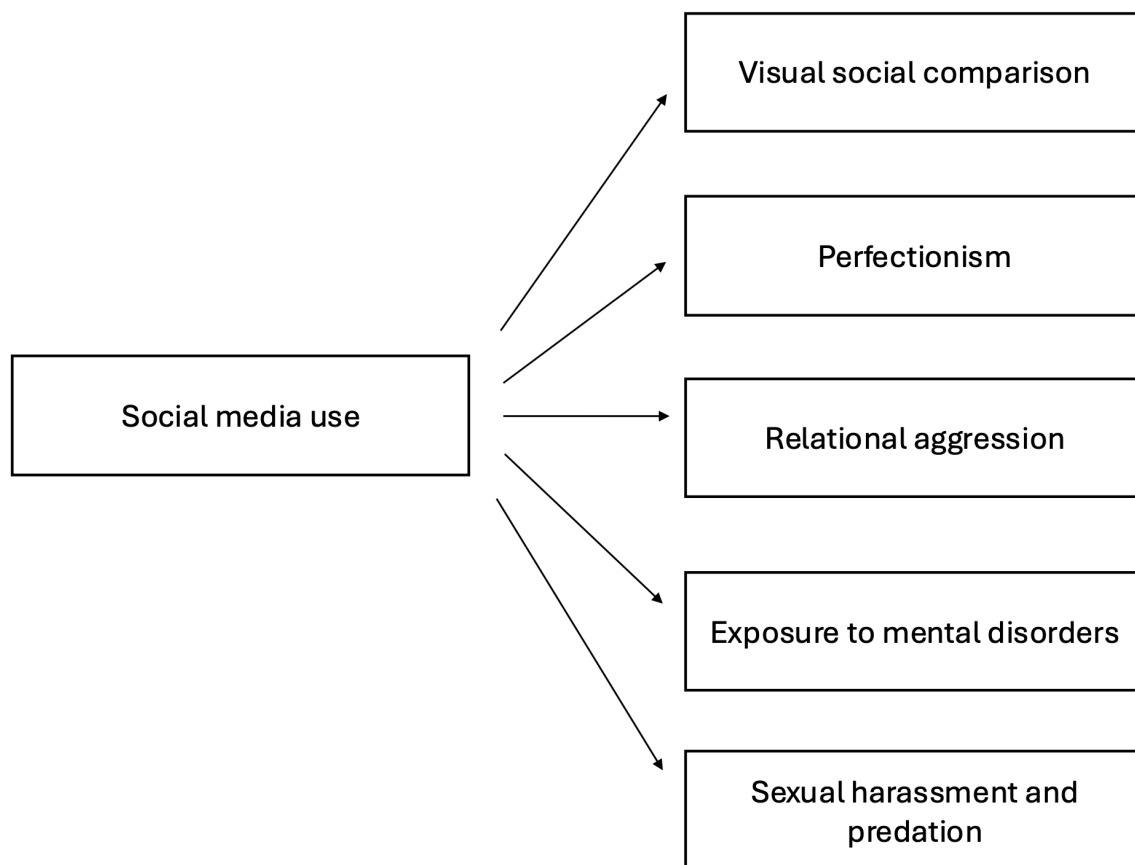 Visual social comparison
Perfectionism
Social media use
Relational aggression
Exposure to mental disorders
Sexual harassment and
predation